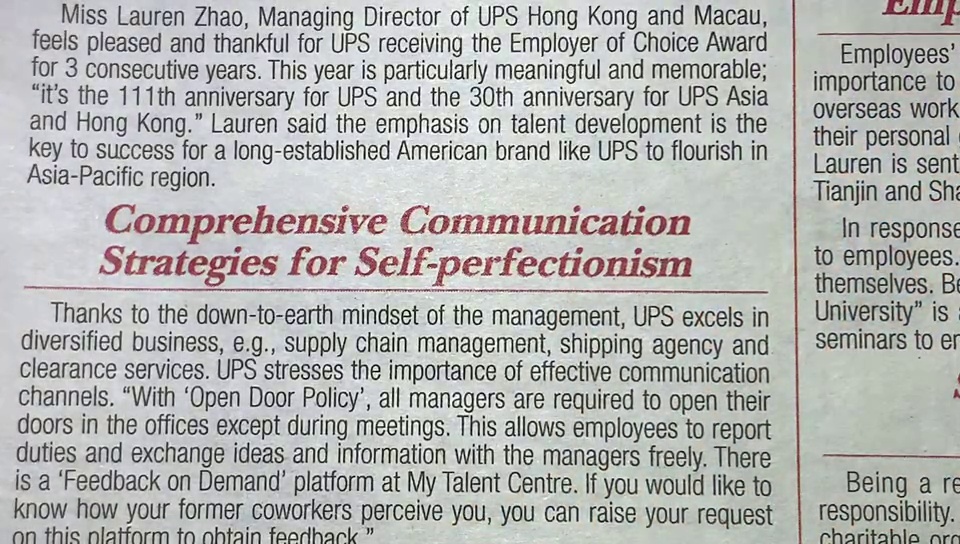 Miss Lauren Zhao, Managing Director of UPS Hong Kong and Macau,
feels pleased and thankful for UPS receiving the Employer of Choice Award
for 3 consecutive years. This year is particularly meaningful and memorable;
“it’s the 111th anniversary for UPS and the 30th anniversary for UPS Asia
and Hong Kong.” Lauren said the emphasis on talent development is the
key to success for a long-established American brand like UPS to flourish in
Asia-Pacific region.
Comprehensive Communication
Strategies for Self-perfectionism
Thanks to the down-to-earth mindset of the management, UPS excels in
diversified business, e.g., supply chain management, shipping agency and
clearance services. UPS stresses the importance of effective communication
channels. “With ‘Open Door Policy’, all managers are required to open their
doors in the offices except during meetings. This allows employees to report
duties and exchange ideas and information with the managers freely. There
is a ‘Feedback on Demand’ platform at My Talent Centre. If you would like to
know how your former coworkers perceive you, you can raise your request
on this platform to obtain feedback.”
Employees’
importance to
overseas work
their personal
Lauren is sent
Tianjin and Sha
In response
to employees.
themselves. Be
University” is
seminars to en
Being a re
responsibility.
charitable org